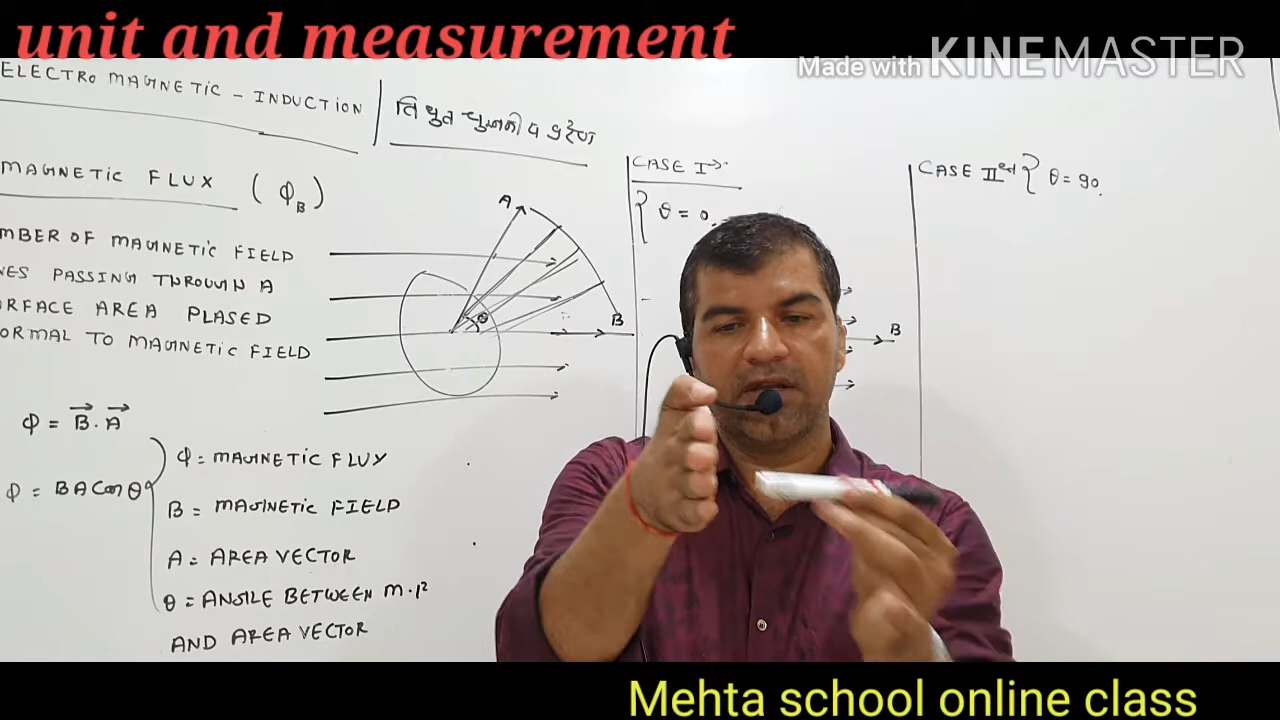 unit and measurement
Made with KINEMASTER
ELECTRO MAGNETIC - INDUCTION
MAGNETIC FLUX (ΦB)
MBER OF MAGNETIC FIELD
NES PASSING THROUGH A
RFACE AREA PLASED
ORMAL TO MAGNETIC FIELD
A
θ
B
Φ = B⃗ . A⃗
Φ = BA Cos θ
Φ = MAGNETIC FLUX
B = MAGNETIC FIELD
A = AREA VECTOR
θ = ANGLE BETWEEN M.F
AND AREA VECTOR
CASE I
θ = 0
B
CASE II θ = 90
Mehta school online class